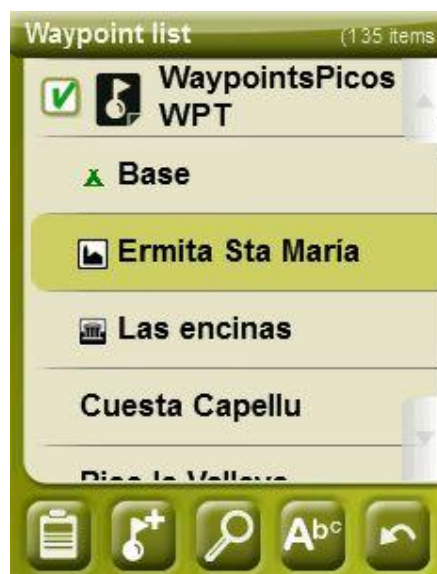 Waypoint list (135 items
WaypointsPicos
WPT
Base
Ermita Sta María
Las encinas
Cuesta Capellu
Abc